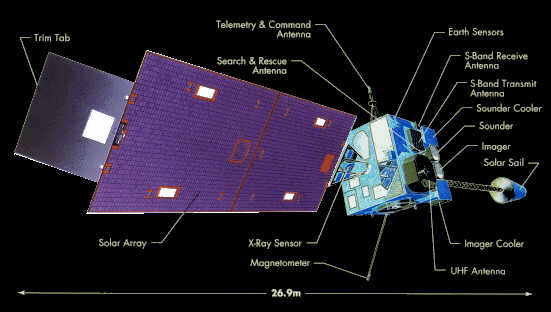 Telemetry & Command
Antenna
Trim Tab
Earth Sensors
Search & Rescue
Antenna
S-Band Receive
Antenna
S-Band Transmit
Antenna
Sounder Cooler
Sounder
Imager
Solar Sail
Solar Array
X-Ray Sensor
Imager Cooler
Magnetometer
UHF Antenna
26.9m